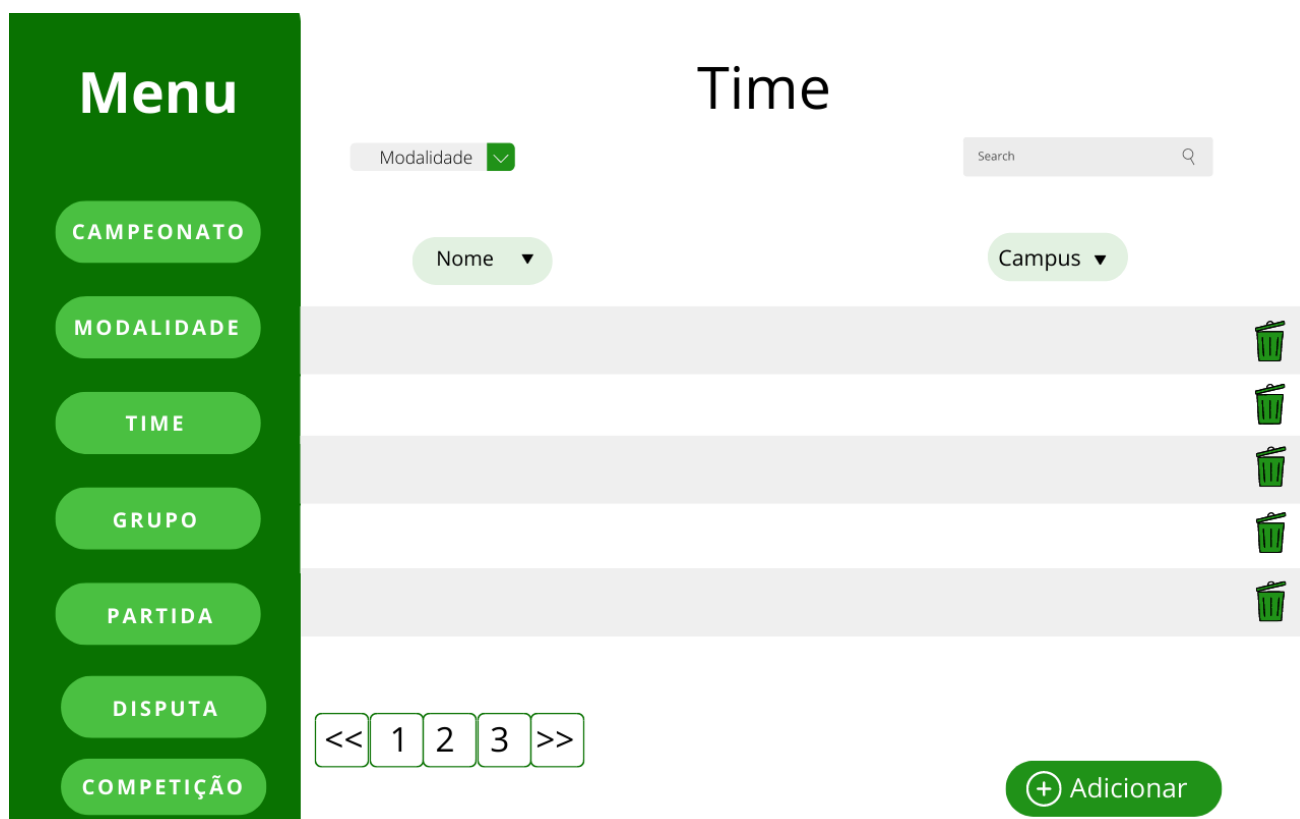 Menu
CAMPEONATO
MODALIDADE
TIME
GRUPO
PARTIDA
DISPUTA
COMPETIÇÃO
Time
Modalidade
Search
Nome
Campus
<< 1 2 3 >>
Adicionar